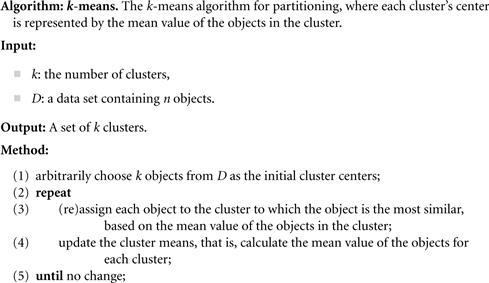 Algorithm: k-means. The k-means algorithm for partitioning, where each cluster's center
is represented by the mean value of the objects in the cluster.
Input:
k: the number of clusters,
D: a data set containing n objects.
Output: A set of k clusters.
Method:
(1) arbitrarily choose k objects from D as the initial cluster centers;
(2) repeat
(3) (re)assign each object to the cluster to which the object is the most similar,
based on the mean value of the objects in the cluster;
(4) update the cluster means, that is, calculate the mean value of the objects for
each cluster;
(5) until no change;